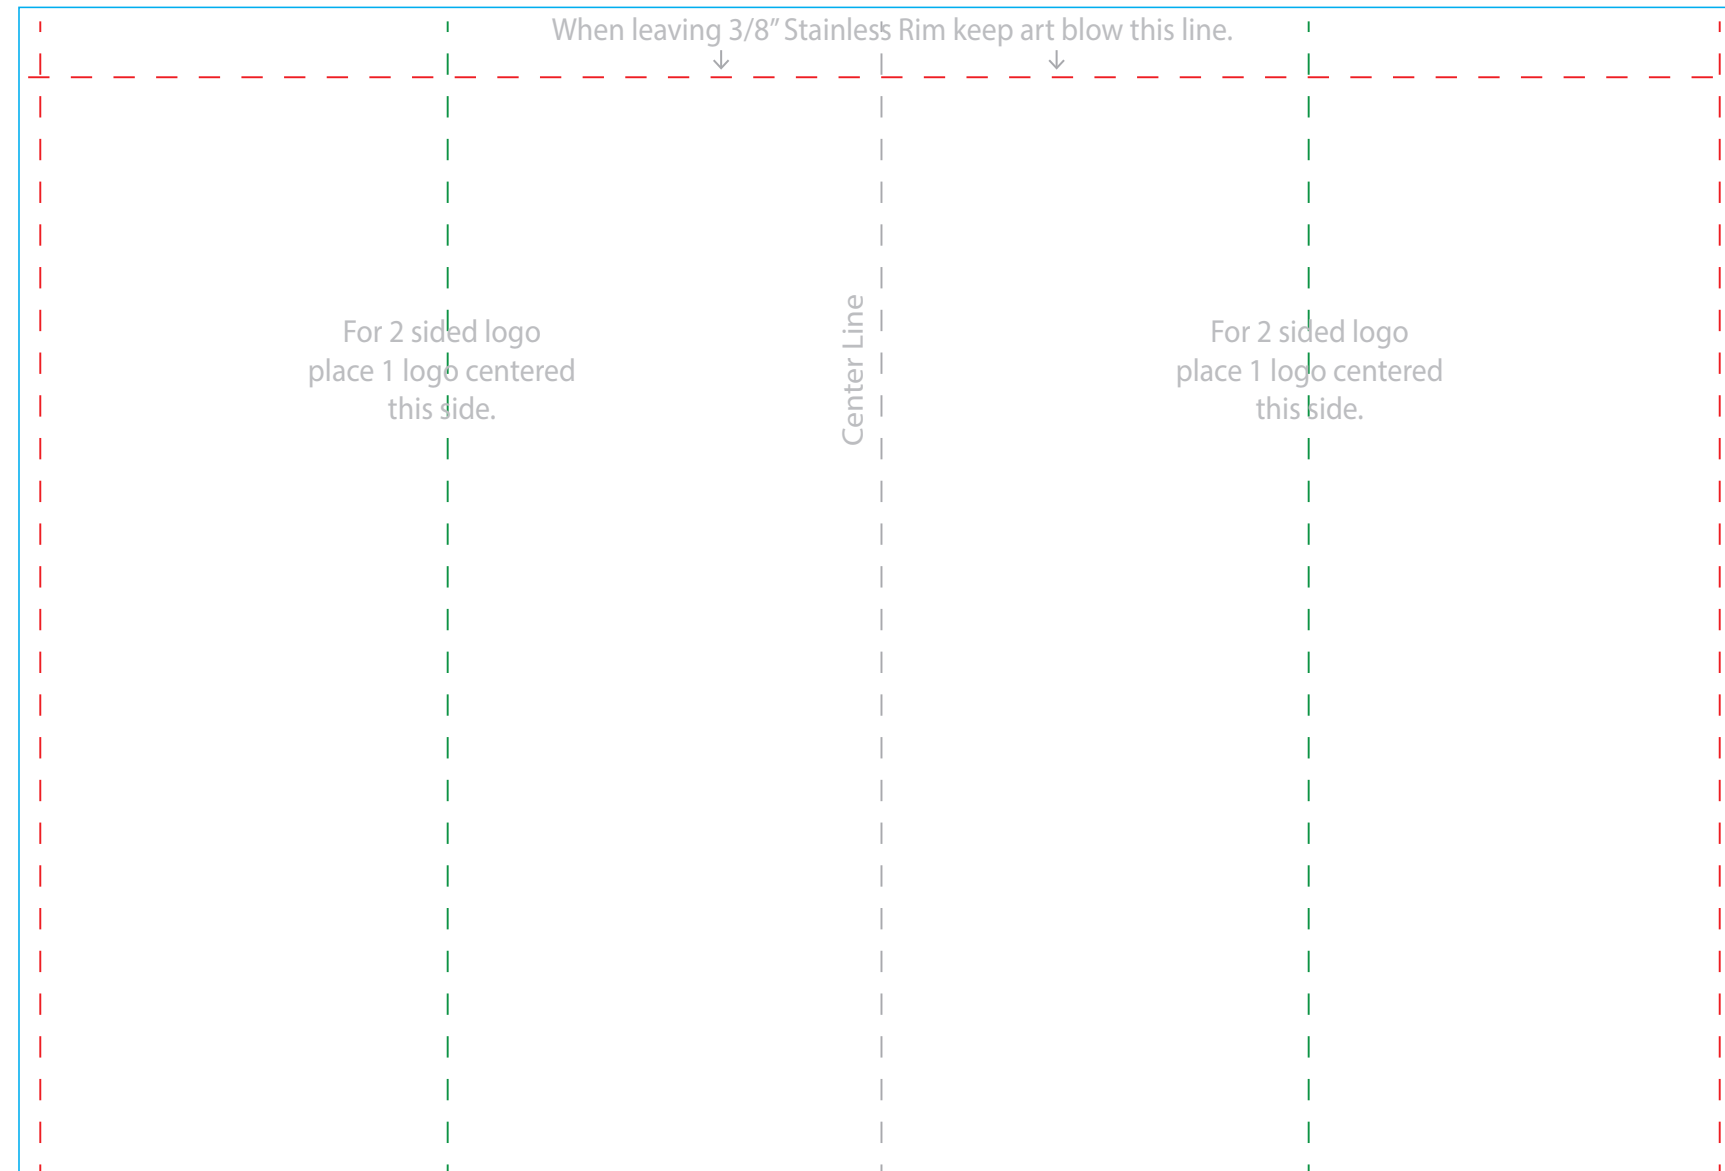 When leaving 3/8” Stainless Rim keep art blow this line.
For 2 sided logo
place 1 logo centered
this side.
Center Line
For 2 sided logo
place 1 logo centered
this side.